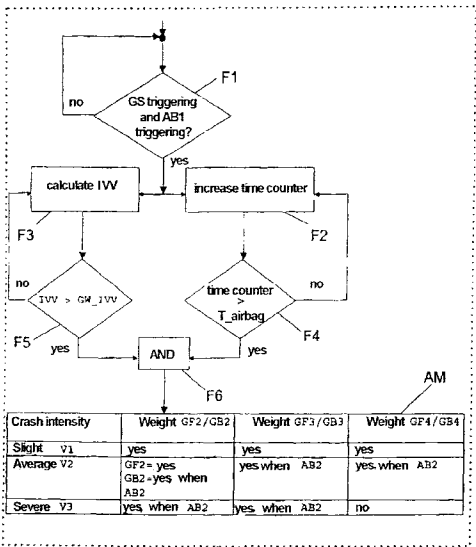 F1
GS triggering
and AB1
triggering?
no
yes
calculate IVV
increase time counter
F3
F2
no
IVV > GW_IVV
time counter
>
T_airbag
no
F5
yes
yes
F4
AND
F6
AM
Crash intensity Weight GF2/GB2 Weight GF3/GB3 Weight GF4/GB4
Slight V1 yes yes yes
Average V2 GF2= yes yes when AB2 yes when AB2
GB2=yes when
AB2
Severe V3 yes when AB2 yes when AB2 no